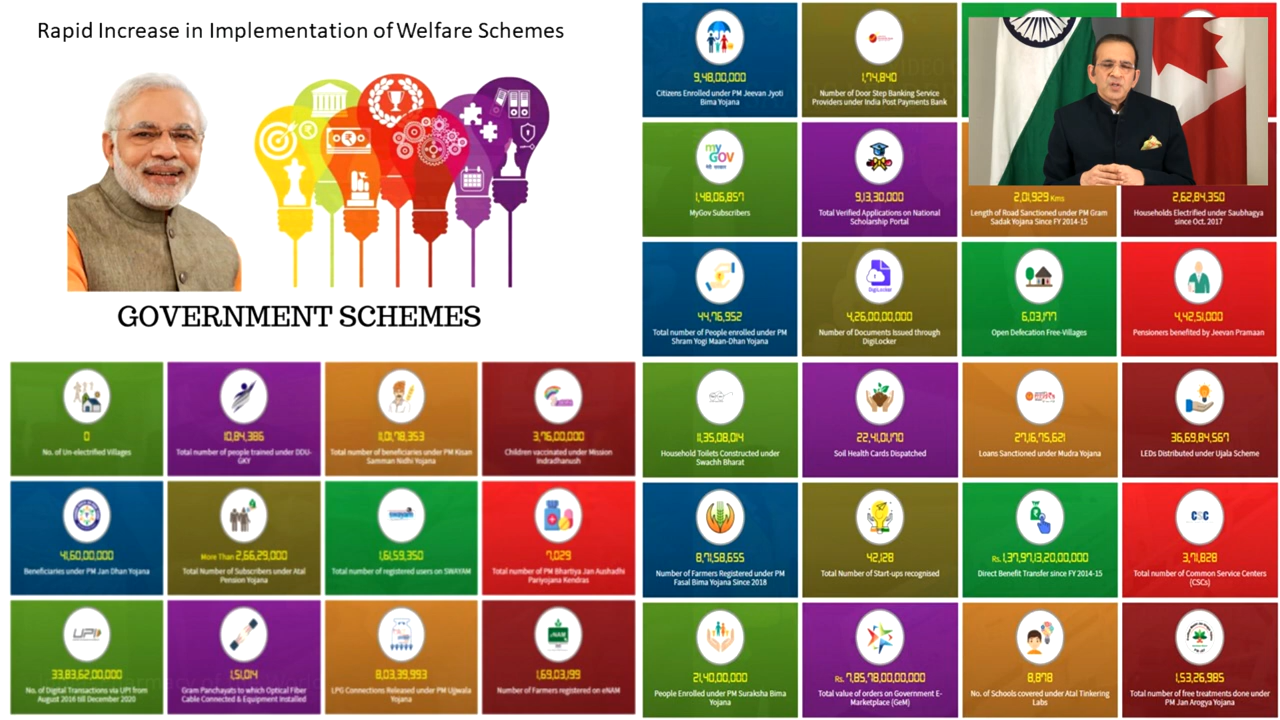 Rapid Increase in Implementation of Welfare Schemes
GOVERNMENT SCHEMES
0
No. of Un-electrified Villages
10,84,386
Total number of people trained under DDU-
GKY
11,01,78,353
Total number of beneficiaries under PM Kisan
Samman Nidhi Yojana
3,76,00,000
Children vaccinated under Mission
Indradhanush
41,60,00,000
Beneficiaries under PM Jan Dhan Yojana
More Than 2,66,29,000
Total Number of Subscribers under Atal
Pension Yojana
swayam
1,61,59,350
Total number of registered users on SWAYAM
7,029
Total number of PM Bhartiya Jan Aushadhi
Pariyojana Kendras
UPI
33,83,62,00,000
No. of Digital Transactions via UPI from
August 2016 till December 2020
1,51,014
Gram Panchayats to which Optical Fiber
Cable Connected & Equipment Installed
8,03,39,993
LPG Connections Released under PM Ujjwala
Yojana
eNAM
1,69,03,199
Number of Farmers registered on eNAM
9,48,00,000
Citizens Enrolled under PM Jeevan Jyoti
Bima Yojana
1,74,840
Number of Door Step Banking Service
Providers under India Post Payments Bank
my
GOV
मेरी सरकार
1,48,06,857
MyGov Subscribers
9,13,30,000
Total Verified Applications on National
Scholarship Portal
2,01,929 Kms
Length of Road Sanctioned under PM Gram
Sadak Yojana Since FY 2014-15
2,62,84,350
Households Electrified under Saubhagya
since Oct. 2017
44,76,952
Total number of People enrolled under PM
Shram Yogi Maan-Dhan Yojana
DigiLocker
4,26,00,00,000
Number of Documents Issued through
DigiLocker
6,03,177
Open Defecation Free-Villages
4,42,51,000
Pensioners benefited by Jeevan Pramaan
11,35,08,014
Household Toilets Constructed under
Swachh Bharat
22,41,01,170
Soil Health Cards Dispatched
27,16,75,621
Loans Sanctioned under Mudra Yojana
36,69,84,567
LEDs Distributed under Ujala Scheme
8,71,58,655
Number of Farmers Registered under PM
Fasal Bima Yojana Since 2018
42,128
Total Number of Start-ups recognised
Rs. 1,37,97,13,20,00,000
Direct Benefit Transfer since FY 2014-15
CSC
3,71,828
Total number of Common Service Centers
(CSCs)
21,40,00,000
People Enrolled under PM Suraksha Bima
Yojana
Rs. 7,85,78,00,00,000
Total value of orders on Government E-
Marketplace (GeM)
8,878
No. of Schools covered under Atal Tinkering
Labs
1,53,26,985
Total number of free treatments done under
PM Jan Arogya Yojana